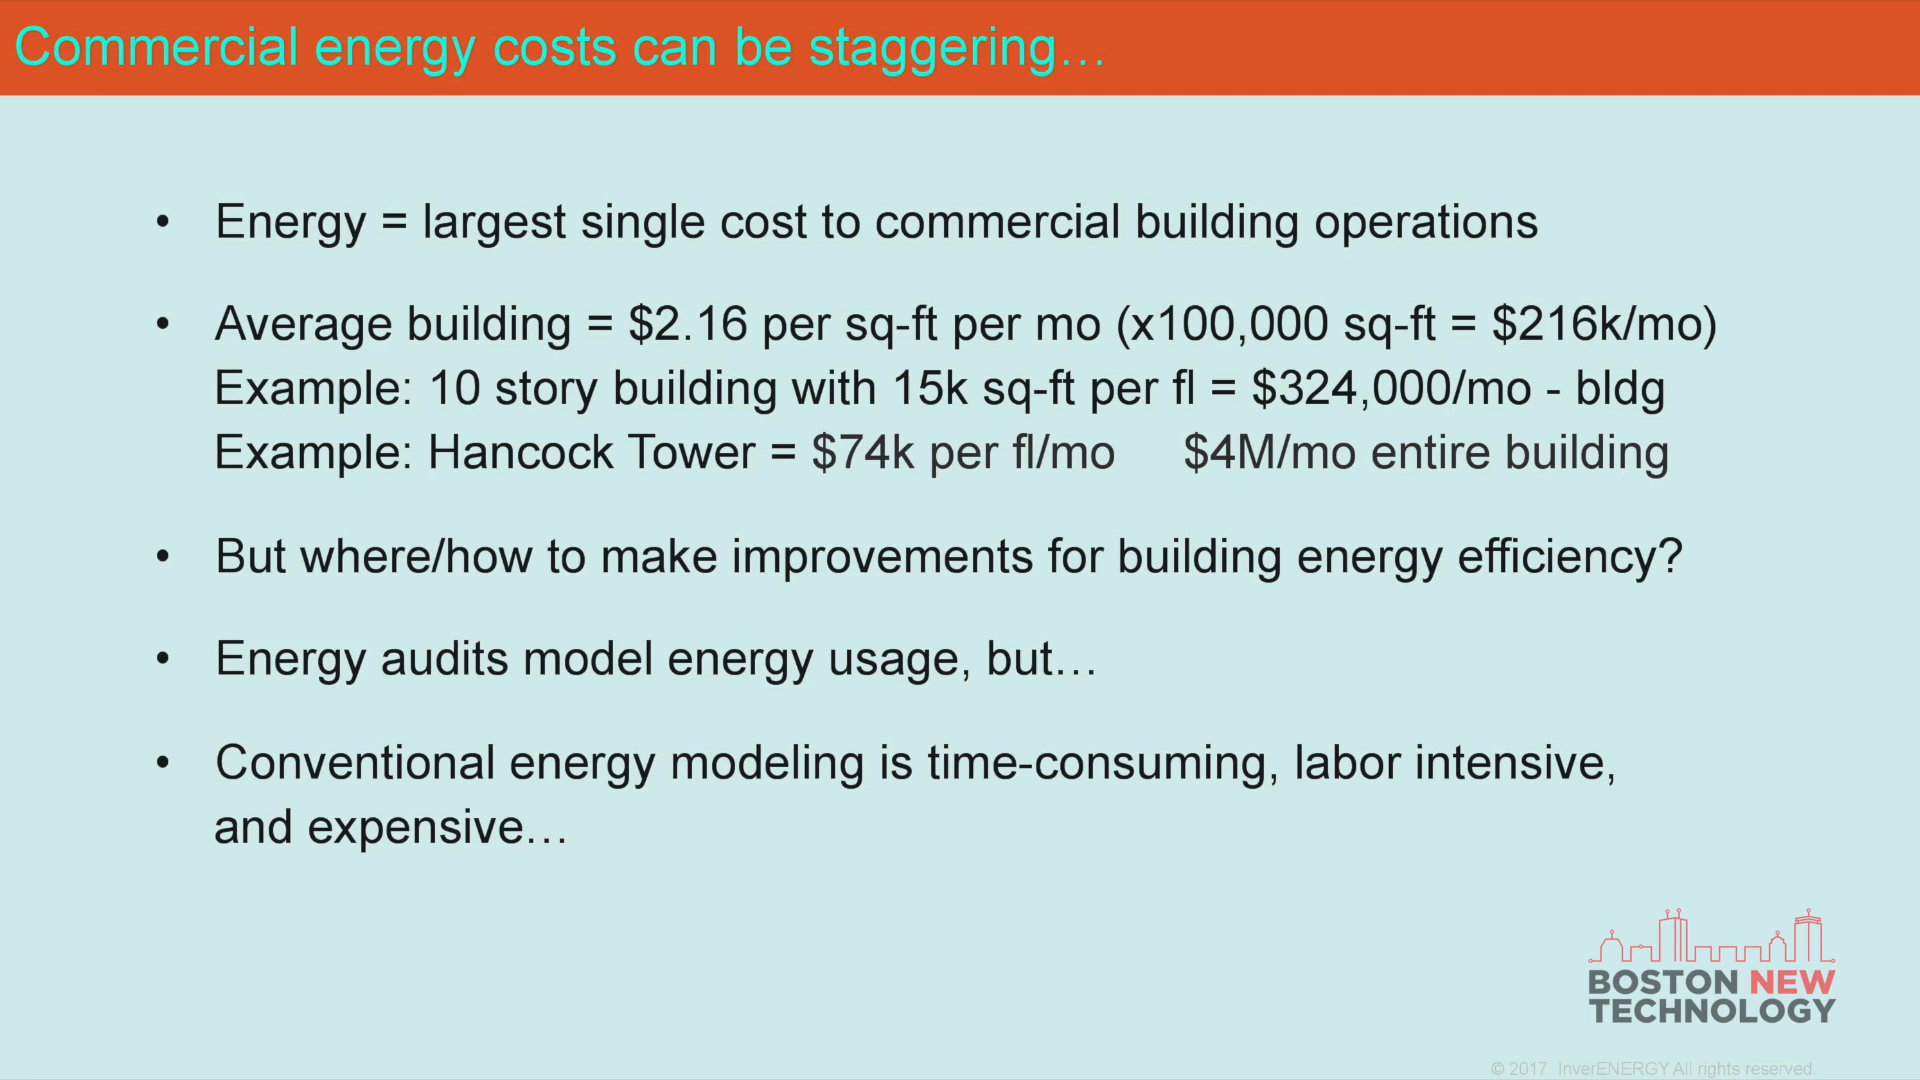 Commercial energy costs can be staggering…
• Energy = largest single cost to commercial building operations
• Average building = $2.16 per sq-ft per mo (x100,000 sq-ft = $216k/mo)
Example: 10 story building with 15k sq-ft per fl = $324,000/mo - bldg
Example: Hancock Tower = $74k per fl/mo $4M/mo entire building
• But where/how to make improvements for building energy efficiency?
• Energy audits model energy usage, but…
• Conventional energy modeling is time-consuming, labor intensive,
and expensive…
BOSTON NEW
TECHNOLOGY
© 2017 InverENERGY All rights reserved.